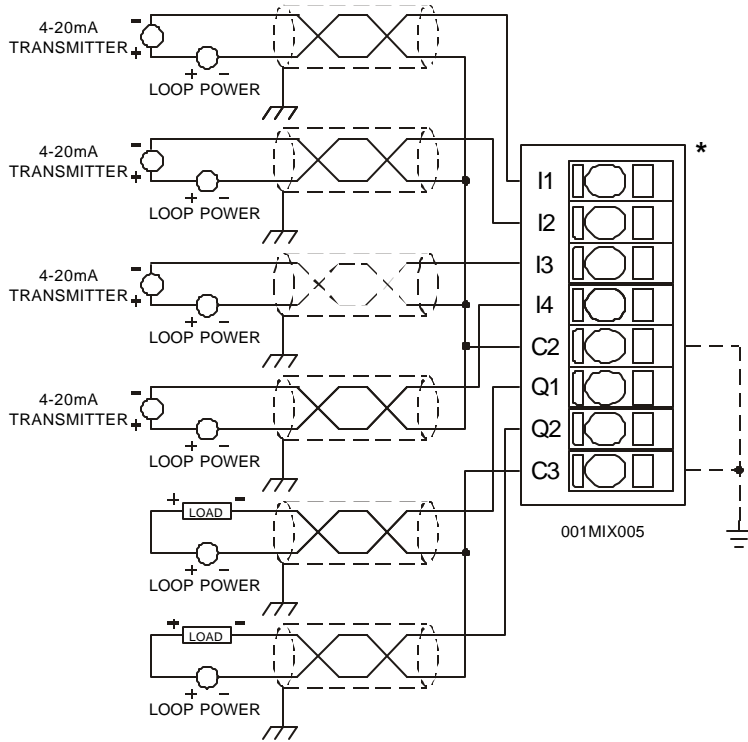 4-20mA
TRANSMITTER
- +
+ -
LOOP POWER
4-20mA
TRANSMITTER
- +
+ -
LOOP POWER
4-20mA
TRANSMITTER
- +
+ -
LOOP POWER
4-20mA
TRANSMITTER
- +
+ -
LOOP POWER
+ LOAD -
+ -
LOOP POWER
+ LOAD -
+ -
LOOP POWER
*
I1
I2
I3
I4
C2
Q1
Q2
C3
001MIX005